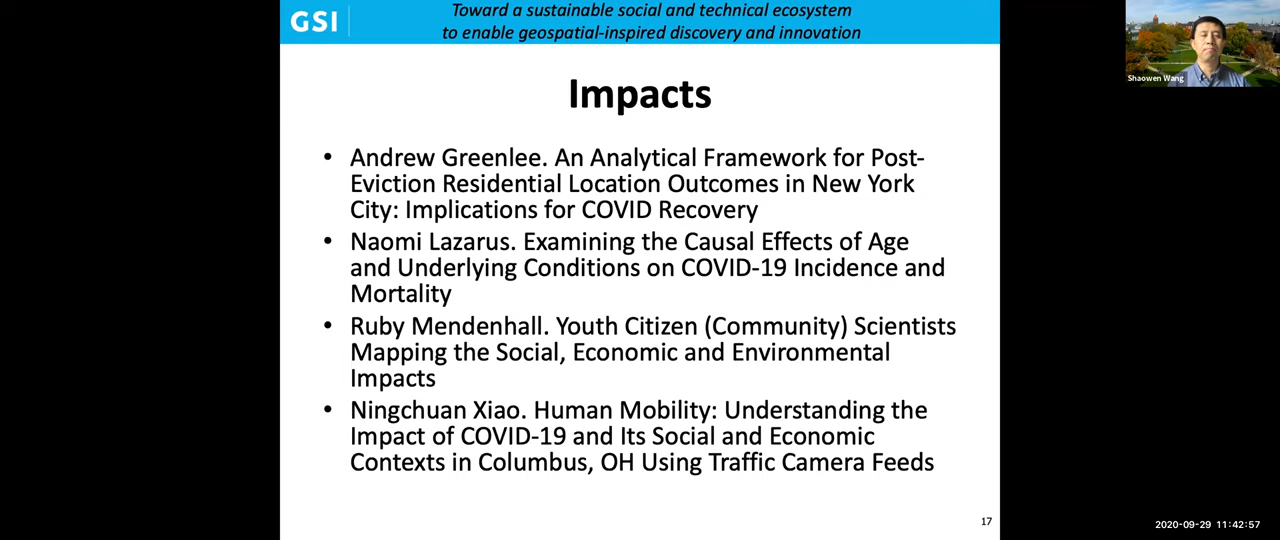 GSI
Toward a sustainable social and technical ecosystem
to enable geospatial-inspired discovery and innovation
Shaowen Wang
Impacts
• Andrew Greenlee. An Analytical Framework for Post-
Eviction Residential Location Outcomes in New York
City: Implications for COVID Recovery
• Naomi Lazarus. Examining the Causal Effects of Age
and Underlying Conditions on COVID-19 Incidence and
Mortality
• Ruby Mendenhall. Youth Citizen (Community) Scientists
Mapping the Social, Economic and Environmental
Impacts
• Ningchuan Xiao. Human Mobility: Understanding the
Impact of COVID-19 and Its Social and Economic
Contexts in Columbus, OH Using Traffic Camera Feeds
17
2020-09-29 11:42:57